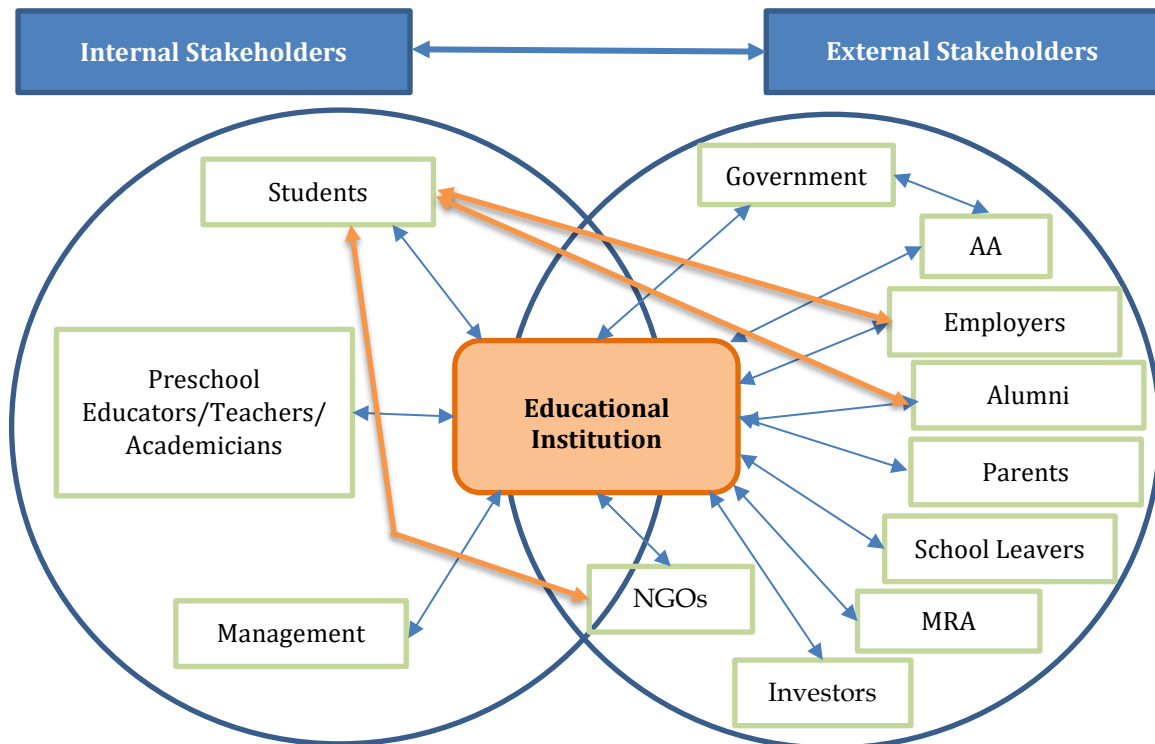 Internal Stakeholders
External Stakeholders
Students
Government
AA
Employers
Preschool
Educators/Teachers/
Academicians
Educational
Institution
Alumni
Parents
School Leavers
NGOs
MRA
Management
Investors